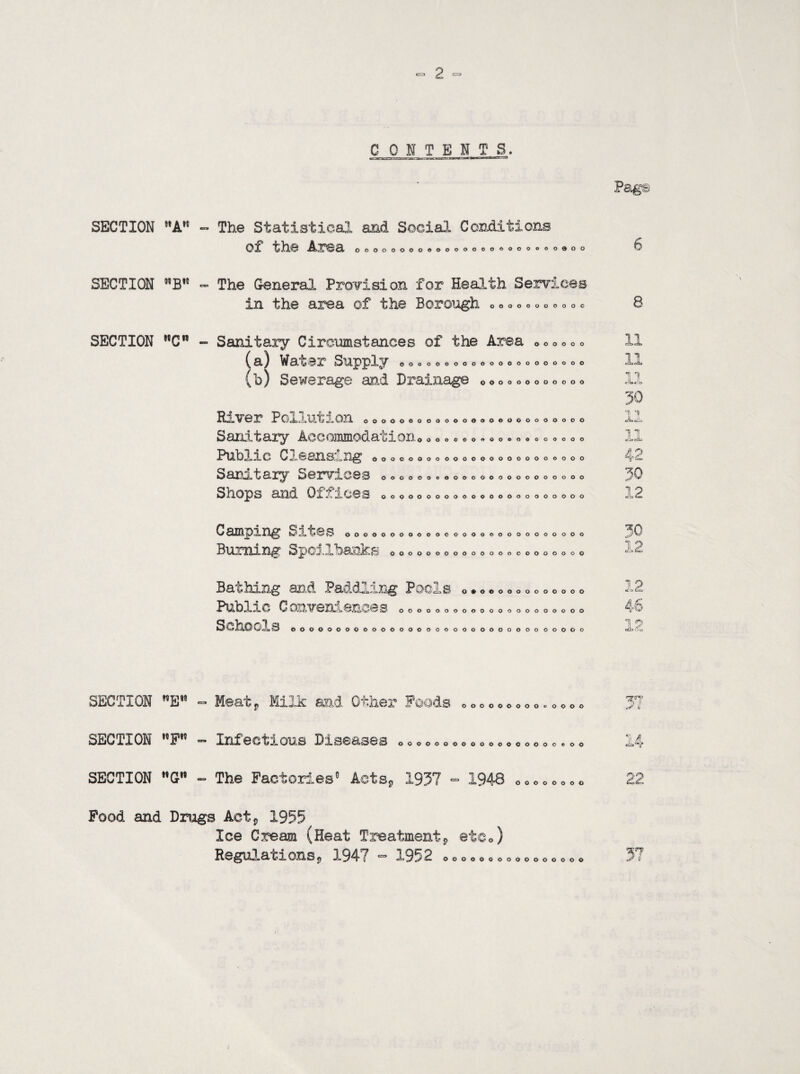 - 2 -
CONTENTS.
Page
SECTION "A" - The Statistical and Social Conditions
of the Area .......................... 6
SECTION "B" - The General Provision for Health Services
in the area of the Borough ........... 8
SECTION "C" - Sanitary Circumstances of the Area ...... 11
(a) Water Supply ..................... 11
(b) Sewerage and Drainage ............ 11
30
River Pollution ......................... 11
Sanitary Accommodation................... 11
Public Cleansing ........................ 42
Sanitary Services ....................... 30
Shops and Offices ....................... 12
Camping Sites ........................... 30
Burning Spoilbanks ...................... 12
Bathing and Paddling Pools .............. 12
Public Conveniences ..................... 46
Schools ................................. 12
SECTION "E" - Meat, Milk and Other Foods .............. 37
SECTION "F" - Infectious Diseases ..................... 14
SECTION "G" - The Factories' Acts, 1937 - 1948 ........ 22
Food and Drugs Act, 1955
Ice Cream (Heat Treatment, etc.)
Regulations, 1947 - 1952 ................ 37